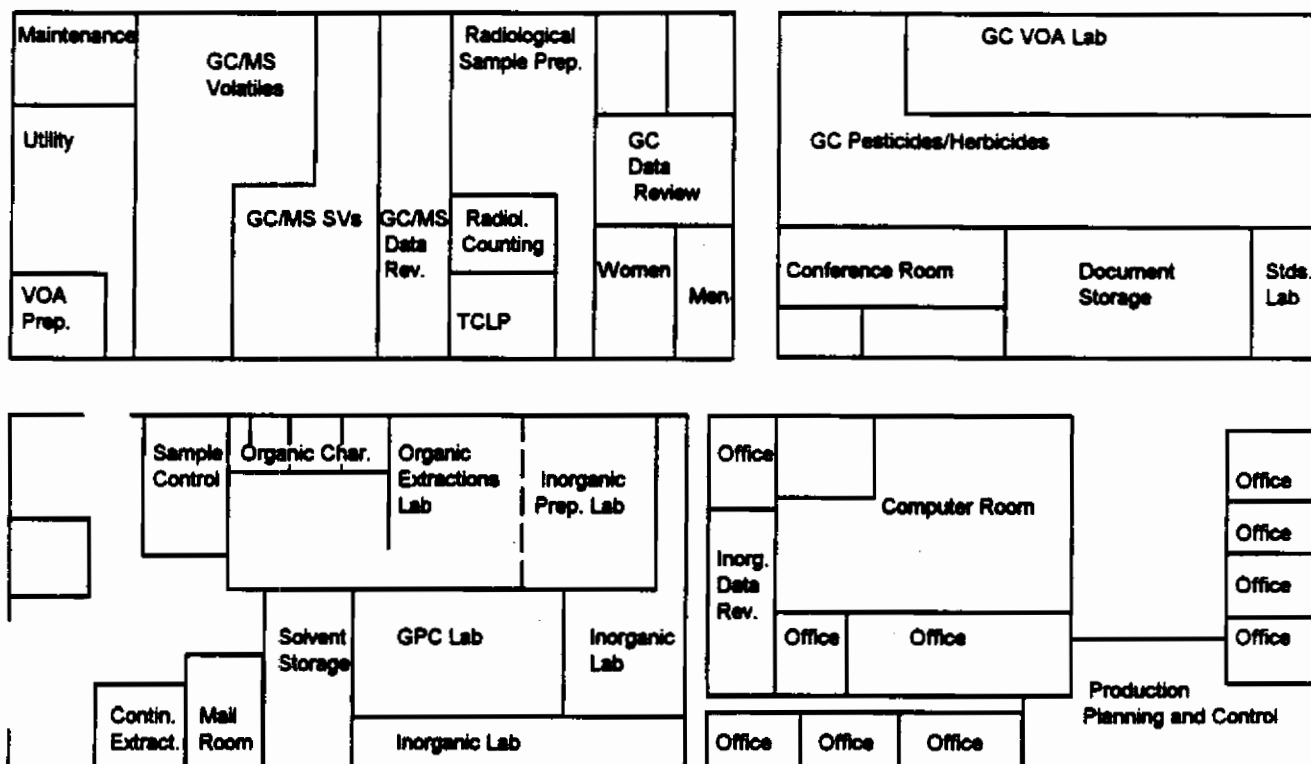 Maintenance
GC/MS
Volatiles
Radiological
Sample Prep.
GC VOA Lab
Utility
GC
Data
Review
GC Pesticides/Herbicides
GC/MS SVs
GC/MS
Data
Rev.
Radiol.
Counting
Women
Men
Conference Room
Document
Storage
Stds.
Lab
VOA
Prep.
TCLP
Sample
Control
Organic Char.
Organic
Extractions
Lab
Inorganic
Prep. Lab
Office
Computer Room
Office
Office
Inorg.
Data
Rev.
Office
Solvent
Storage
GPC Lab
Inorganic
Lab
Office
Office
Office
Contin.
Extract.
Mail
Room
Inorganic Lab
Office
Office
Office
Production
Planning and Control